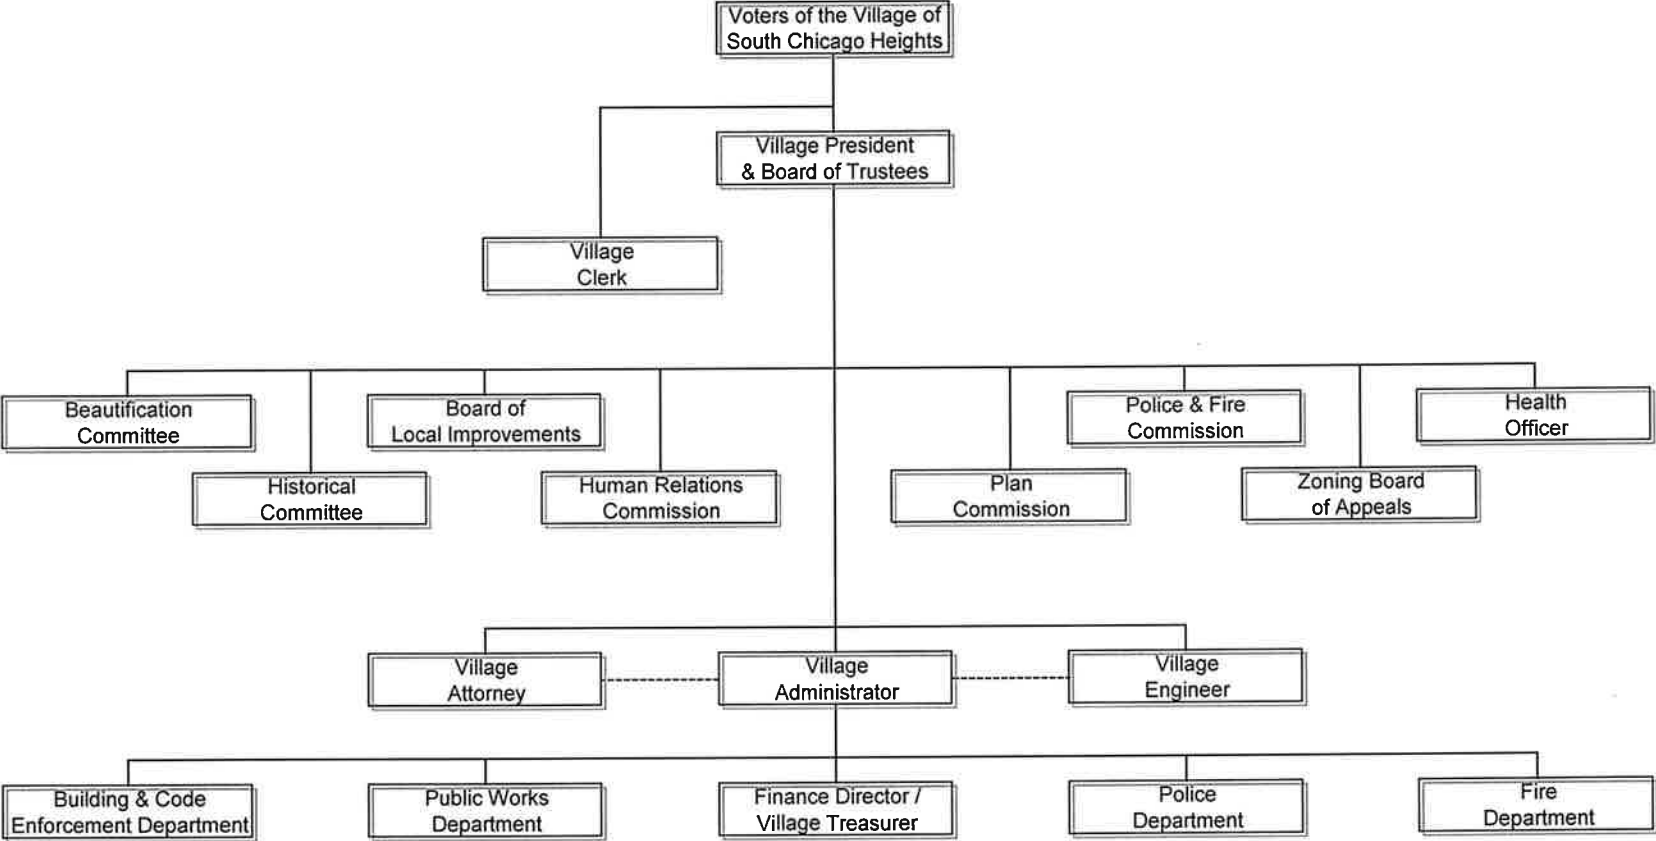 Voters of the Village of
South Chicago Heights
Village President
& Board of Trustees
Village
Clerk
Beautification
Committee
Historical
Committee
Board of
Local Improvements
Human Relations
Commission
Plan
Commission
Police & Fire
Commission
Zoning Board
of Appeals
Health
Officer
Village
Attorney
Village
Administrator
Village
Engineer
Building & Code
Enforcement Department
Public Works
Department
Finance Director /
Village Treasurer
Police
Department
Fire
Department